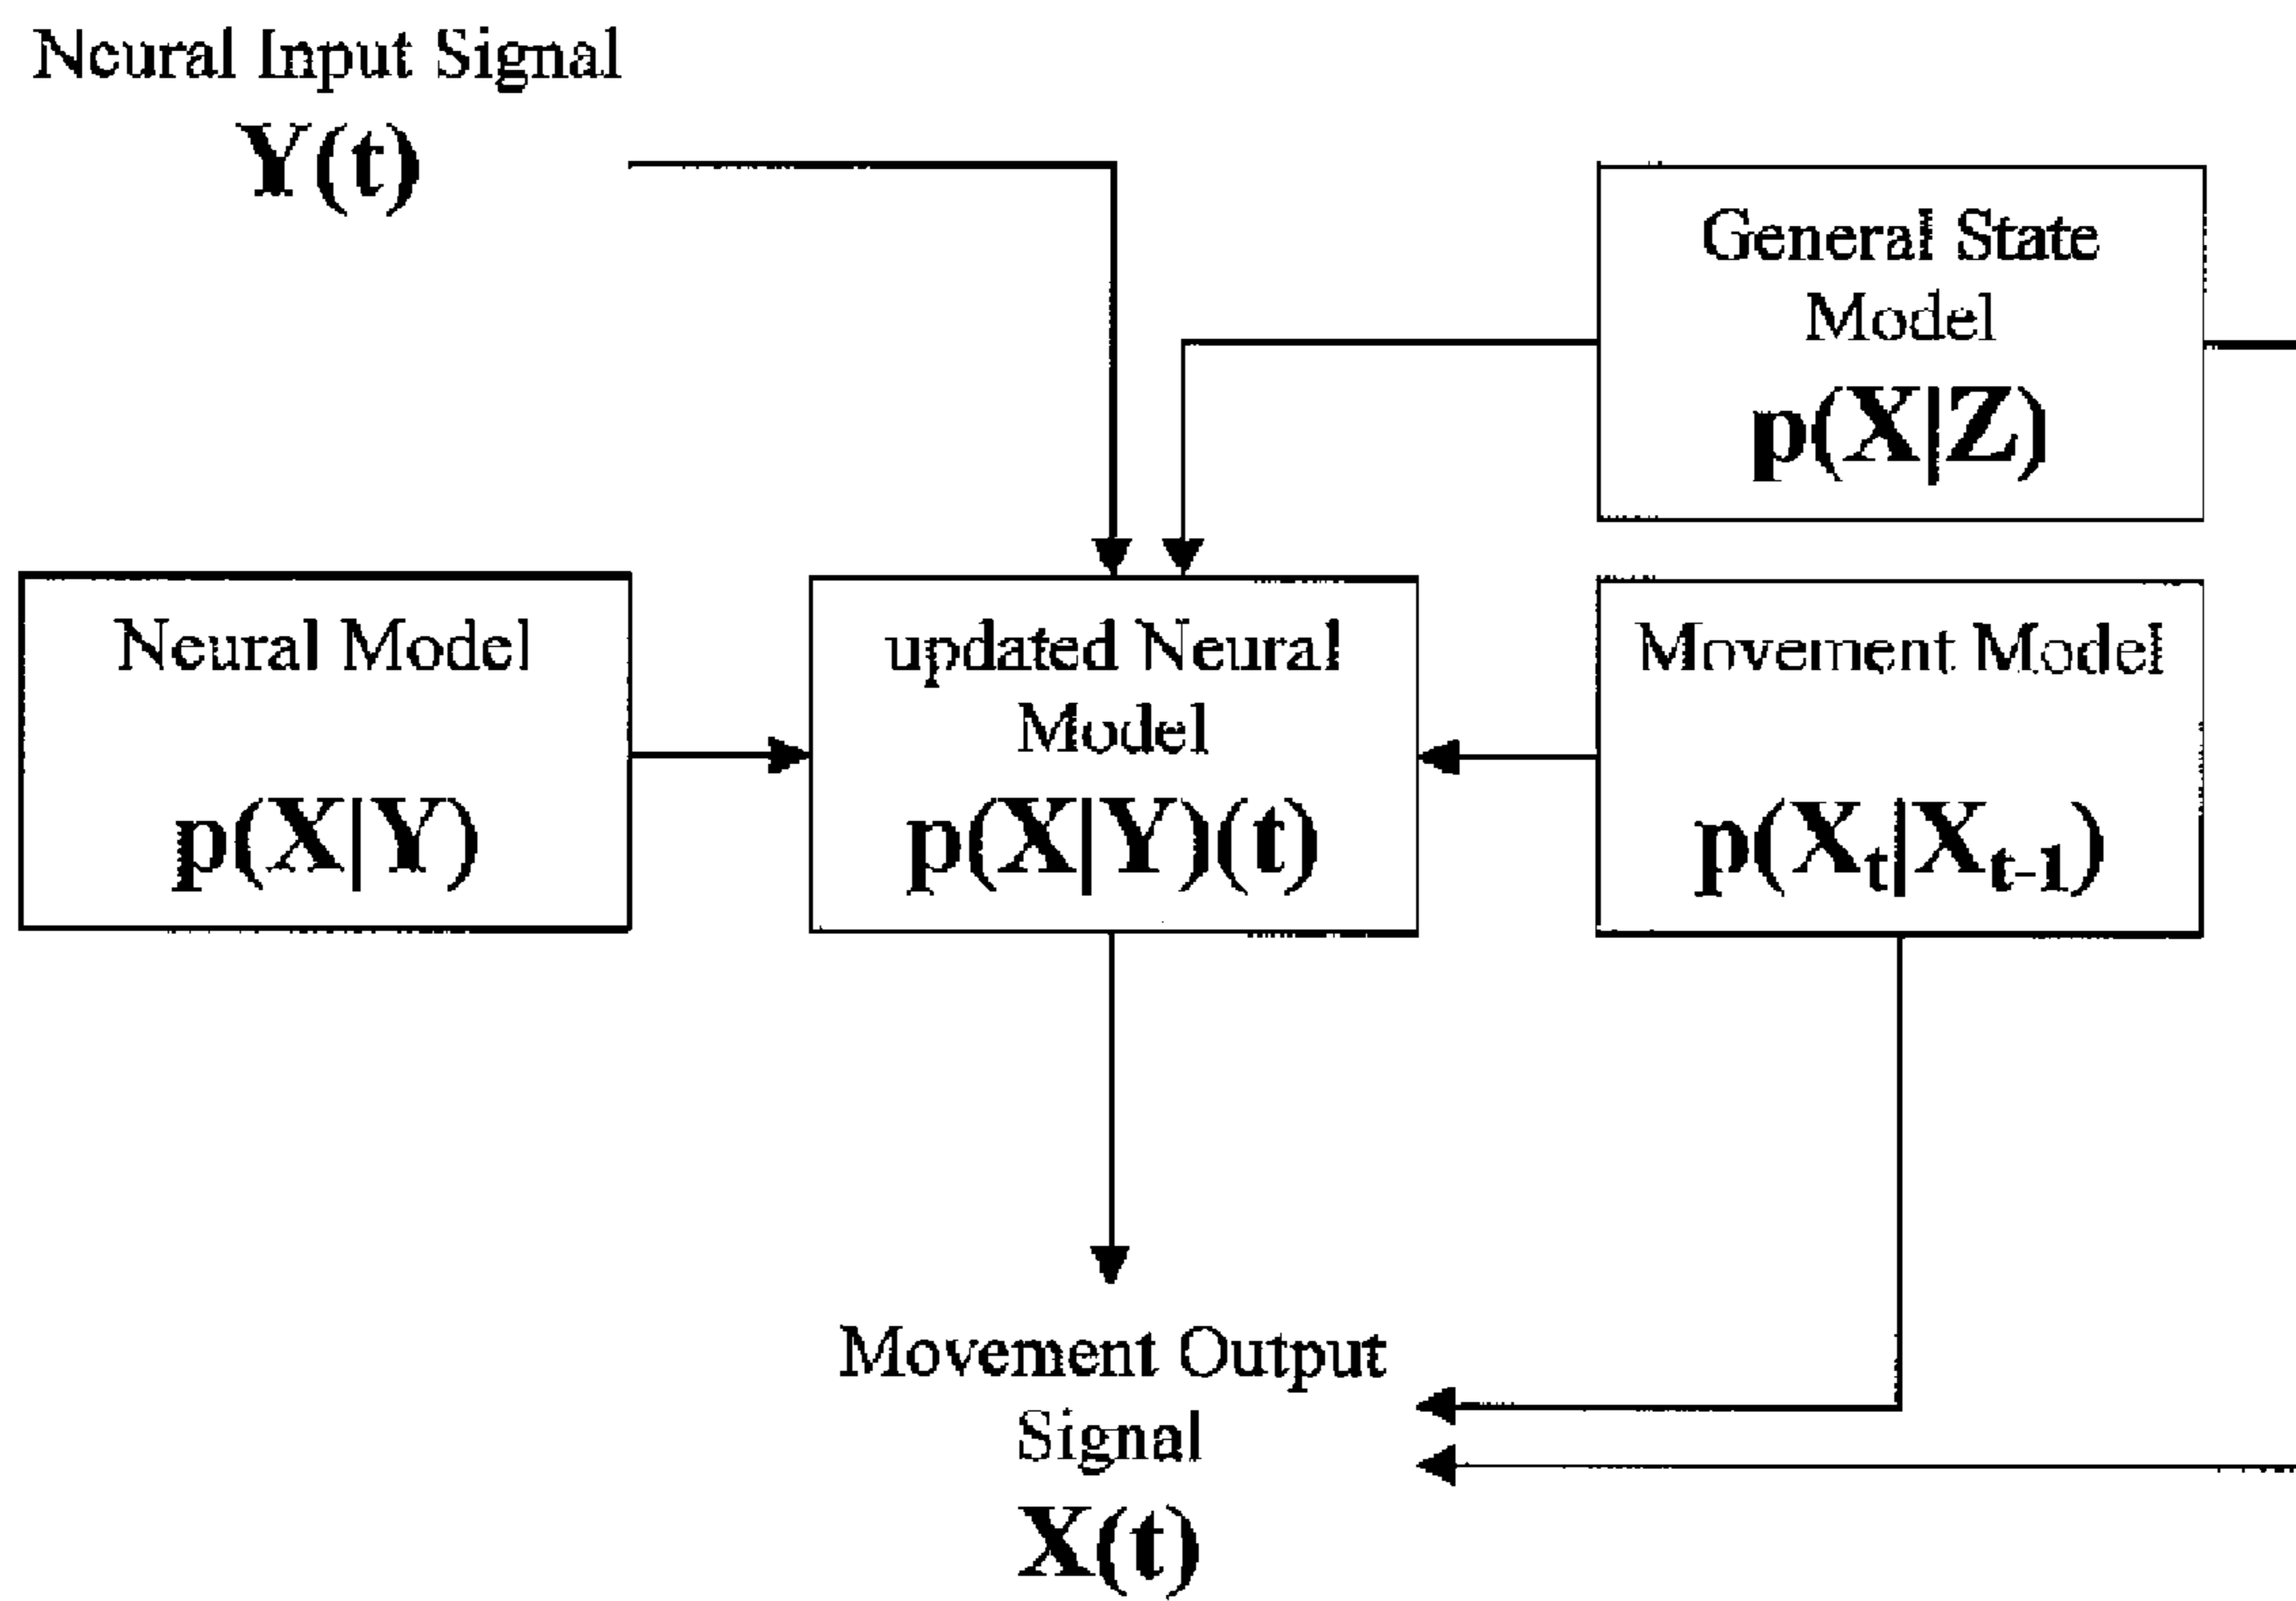 Neural Input Signal
Y(t)
General State
Model
p(X|Z)
Neural Model
p(X|Y)
updated Neural
Model
p(X|Y)(t)
Movement Model
p(Xₜ|Xₜ₋₁)
Movement Output
Signal
X(t)